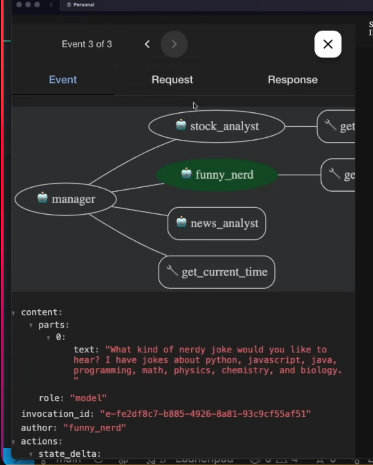 Personal
Event 3 of 3
Event Request Response
stock_analyst
get
funny_nerd
ge
manager
news_analyst
get_current_time
content:
parts:
0:
text: "What kind of nerdy joke would you like to
hear? I have jokes about python, javascript, java,
programming, math, physics, chemistry, and biology.
"
role: "model"
invocation_id: "e-fe2df8c7-b885-4926-8a81-93c9cf55af51"
author: "funny_nerd"
actions:
state_delta:
main